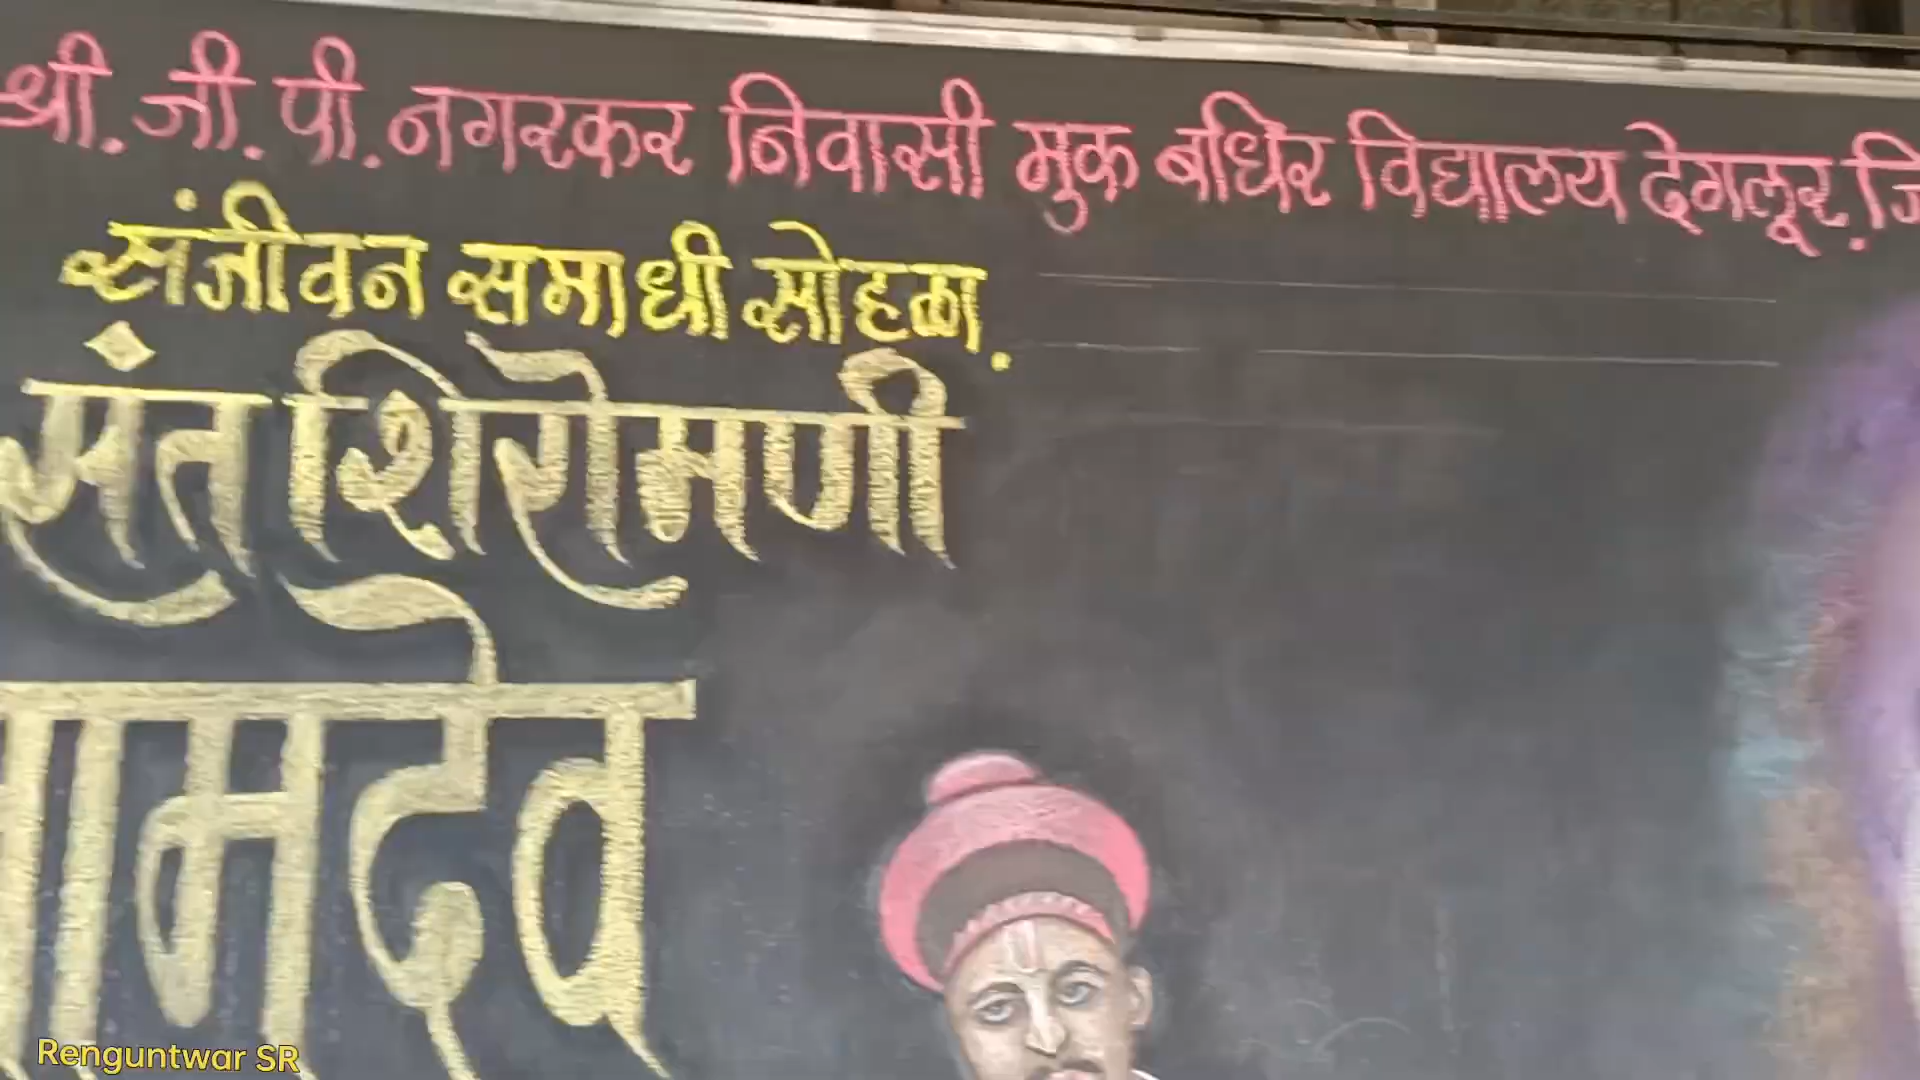 श्री. जी. पी. नगरकर निवासी मुक बधिर विद्यालय देगलूर. जि
संजीवन समाधी सोहळा.
संत शिरोमणी
नामदेव
Renguntwar SR